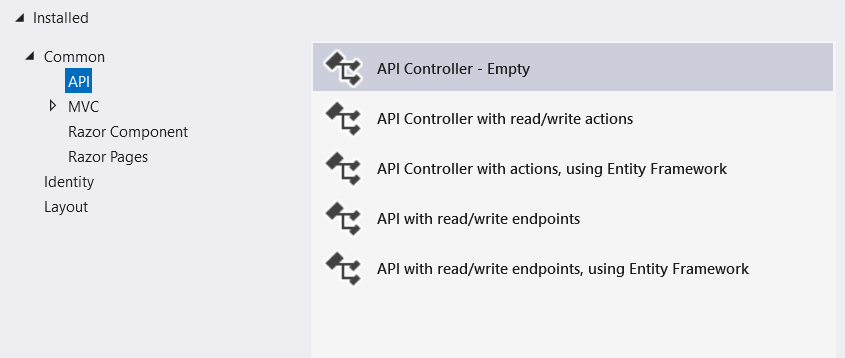 Installed
Common
API
MVC
Razor Component
Razor Pages
Identity
Layout
API Controller - Empty
API Controller with read/write actions
API Controller with actions, using Entity Framework
API with read/write endpoints
API with read/write endpoints, using Entity Framework